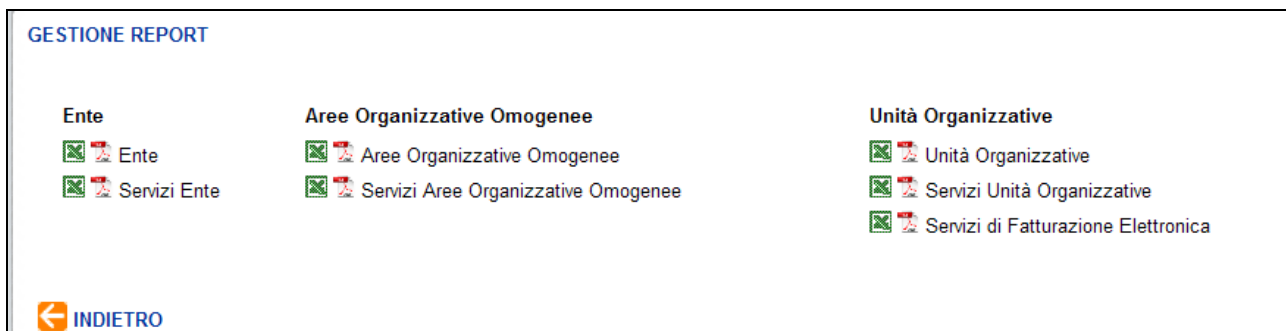 GESTIONE REPORT
Ente
Aree Organizzative Omogenee
Unità Organizzative
Ente
Aree Organizzative Omogenee
Unità Organizzative
Servizi Ente
Servizi Aree Organizzative Omogenee
Servizi Unità Organizzative
Servizi di Fatturazione Elettronica
INDIETRO